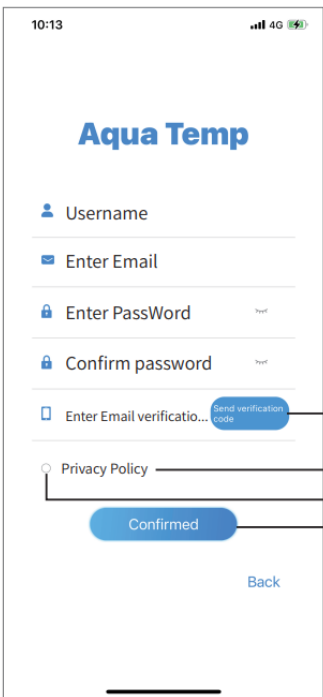 10:13 4G
Aqua Temp
Username
Enter Email
Enter PassWord
Confirm password
Enter Email verificatio... Send verification
code
Privacy Policy
Confirmed
Back